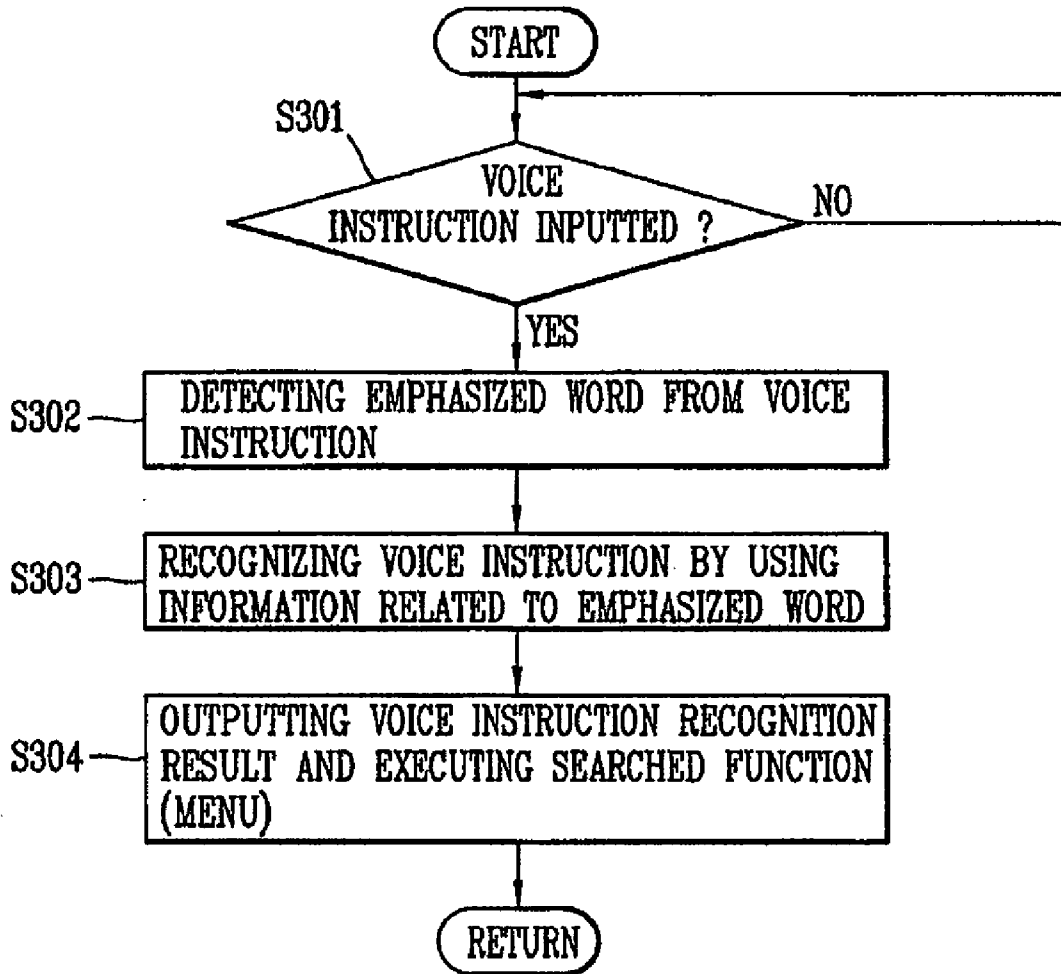 START
S301
VOICE
INSTRUCTION INPUTTED ?
NO
YES
S302
DETECTING EMPHASIZED WORD FROM VOICE
INSTRUCTION
S303
RECOGNIZING VOICE INSTRUCTION BY USING
INFORMATION RELATED TO EMPHASIZED WORD
S304
OUTPUTTING VOICE INSTRUCTION RECOGNITION
RESULT AND EXECUTING SEARCHED FUNCTION
(MENU)
RETURN